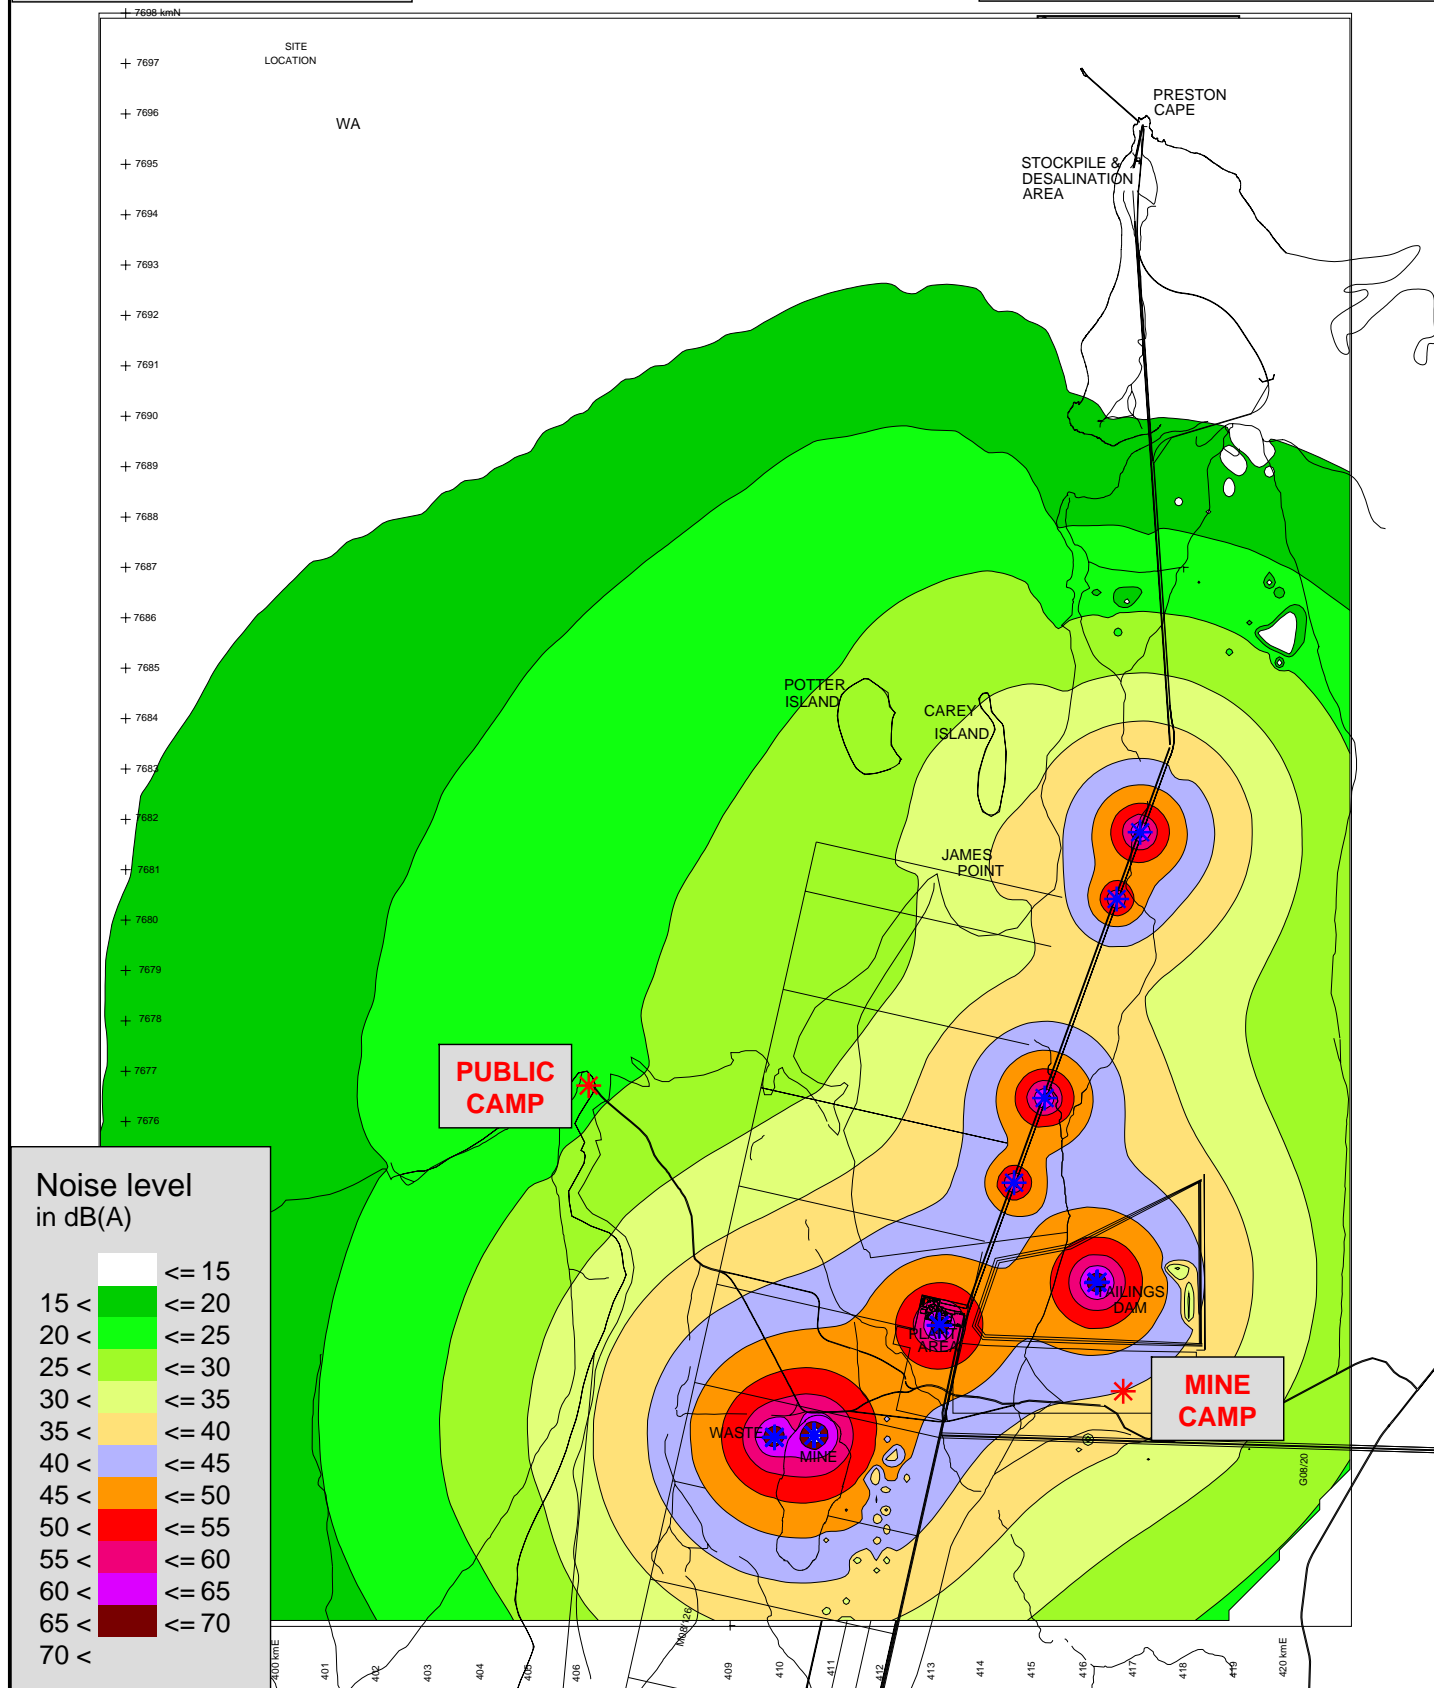 7698 kmN
SITE
LOCATION
7697
PRESTON
CAPE
7696
WA
7695
STOCKPILE &
DESALINATION
AREA
7694
7693
7692
7691
7690
7689
7688
7687
7686
7685
POTTER
ISLAND
7684
CAREY
ISLAND
7683
7682
JAMES
POINT
7681
7680
7679
7678
7677
PUBLIC
CAMP
7676
Noise level
in dB(A)
<= 15
15 < <= 20
20 < <= 25
25 < <= 30
30 < <= 35
35 < <= 40
40 < <= 45
45 < <= 50
50 < <= 55
55 < <= 60
60 < <= 65
65 < <= 70
70 <
TAILINGS
DAM
PLANT
AREA
MINE
CAMP
WASTE
MINE
G08/20
M08/126
400 kmE
401
402
403
404
405
406
409
410
411
412
413
414
415
416
417
418
419
420 kmE